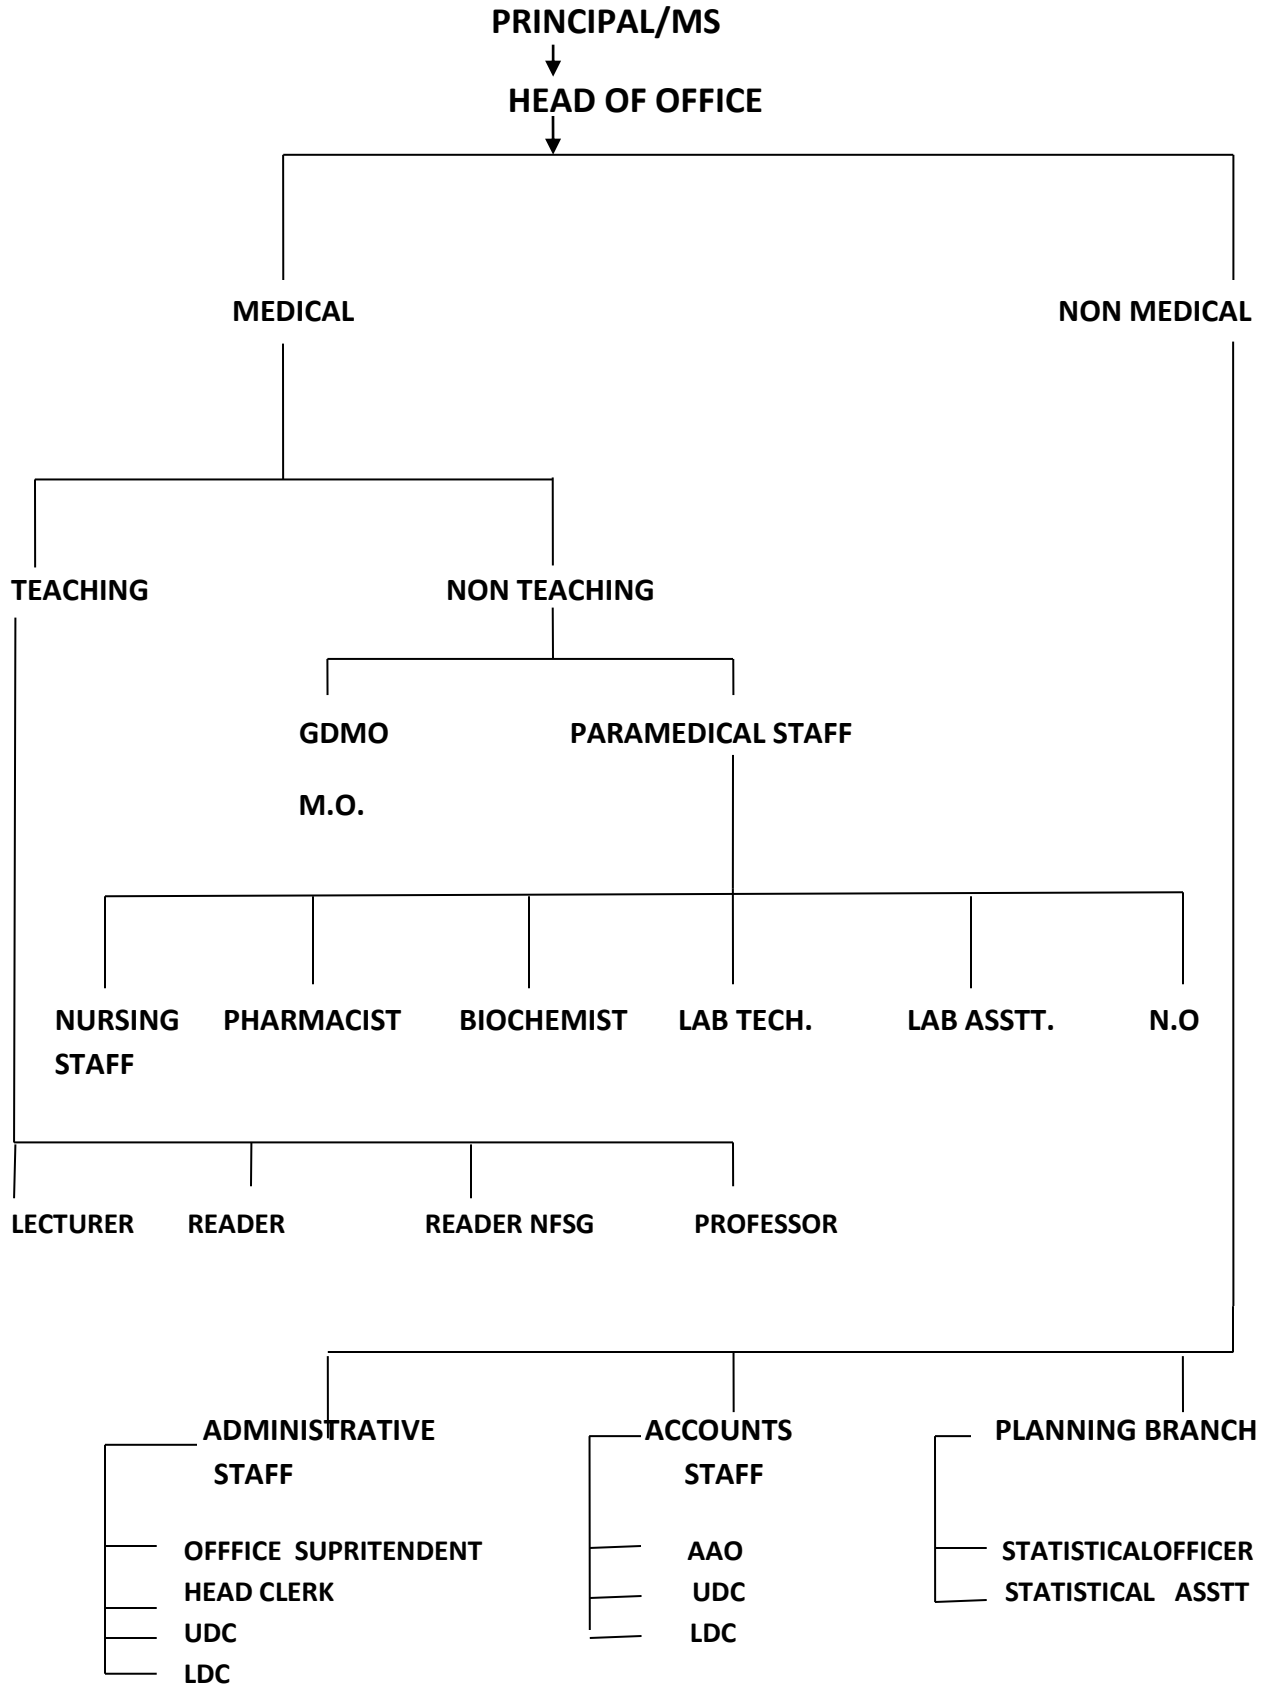 PRINCIPAL/MS
HEAD OF OFFICE
MEDICAL
NON MEDICAL
TEACHING
NON TEACHING
GDMO
PARAMEDICAL STAFF
M.O.
NURSING
STAFF
PHARMACIST
BIOCHEMIST
LAB TECH.
LAB ASSTT.
N.O
LECTURER
READER
READER NFSG
PROFESSOR
ADMINISTRATIVE
STAFF
OFFFICE SUPRITENDENT
HEAD CLERK
UDC
LDC
ACCOUNTS
STAFF
AAO
UDC
LDC
PLANNING BRANCH
STATISTICALOFFICER
STATISTICAL ASSTT